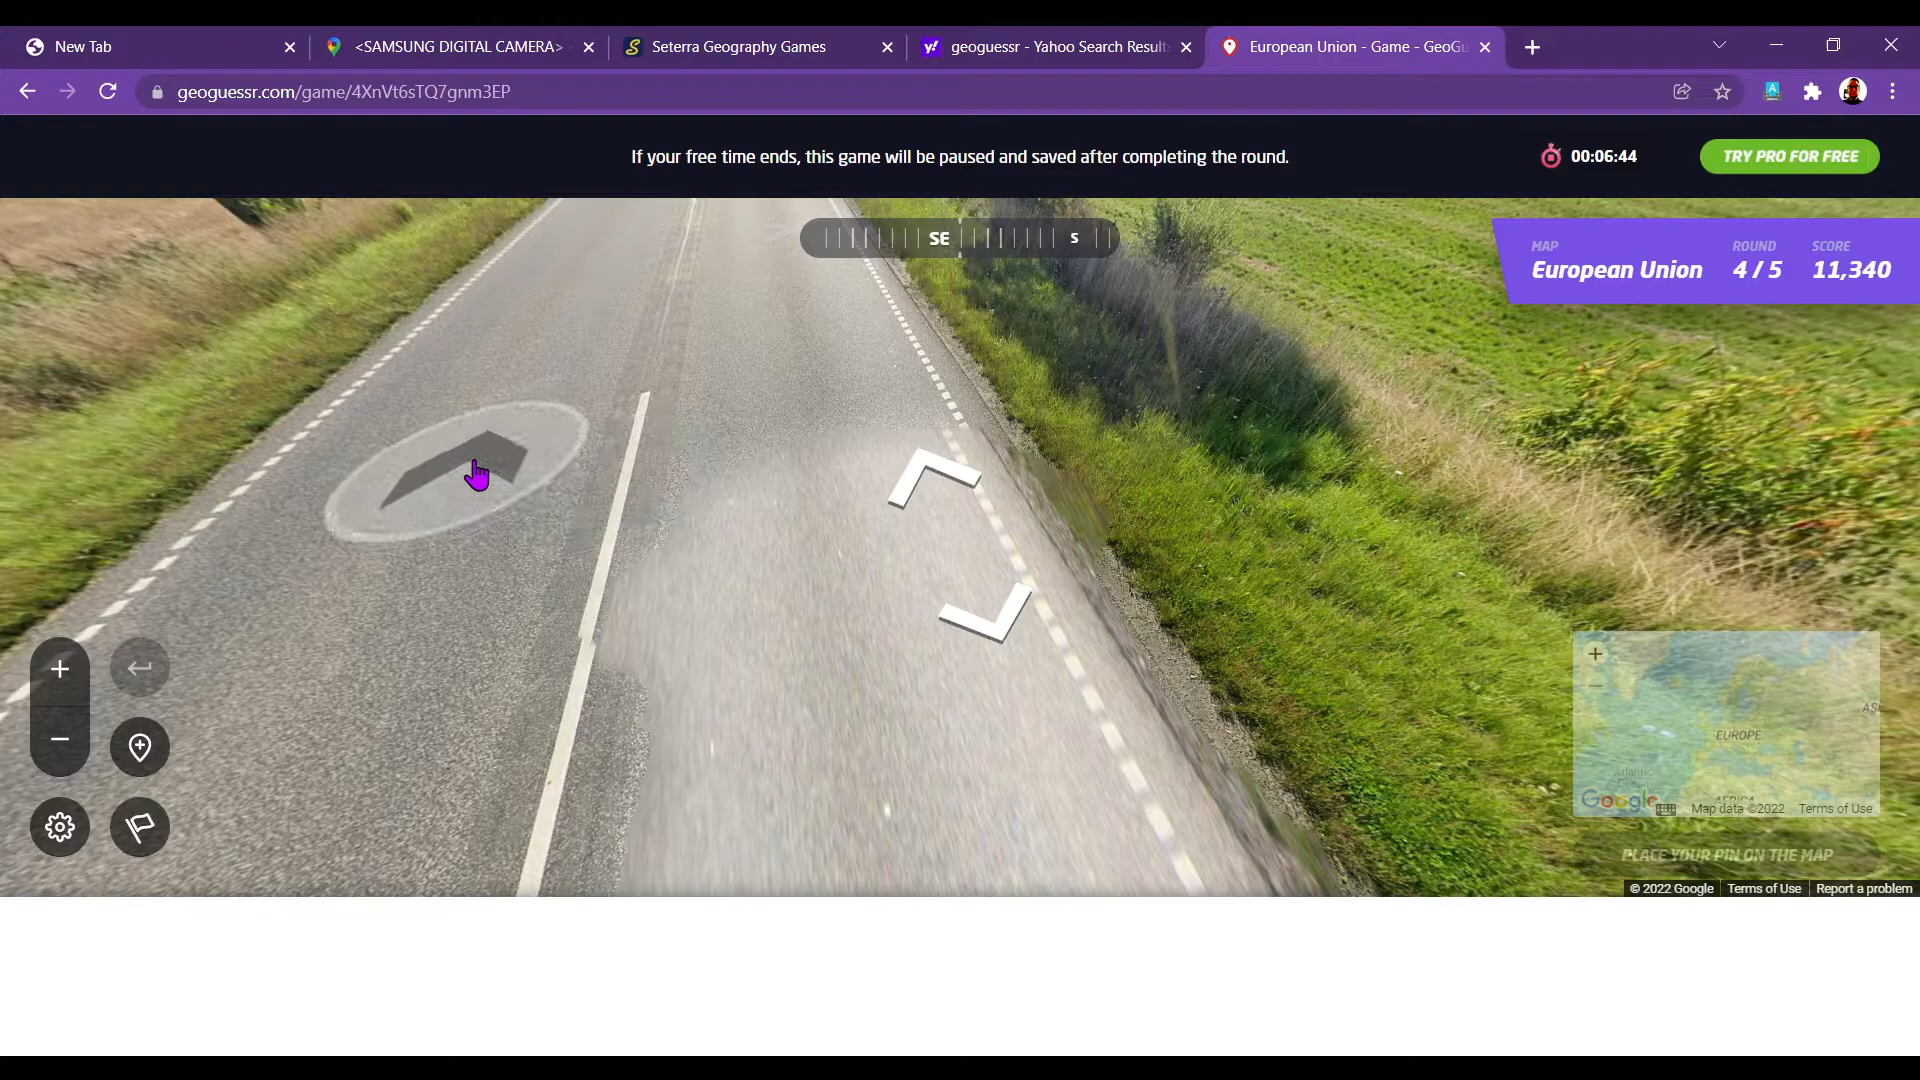 New Tab
<SAMSUNG DIGITAL CAMERA>
Seterra Geography Games
geoguessr - Yahoo Search Result
European Union - Game - GeoGu
geoguessr.com/game/4XnVt6sTQ7gnm3EP
If your free time ends, this game will be paused and saved after completing the round.
00:06:44
TRY PRO FOR FREE
SE
S
MAP
ROUND
SCORE
European Union
4 / 5
11,340
EUROPE
Atlantic
AFRICA
Google
Map data ©2022
Terms of Use
PLACE YOUR PIN ON THE MAP
© 2022 Google
Terms of Use
Report a problem